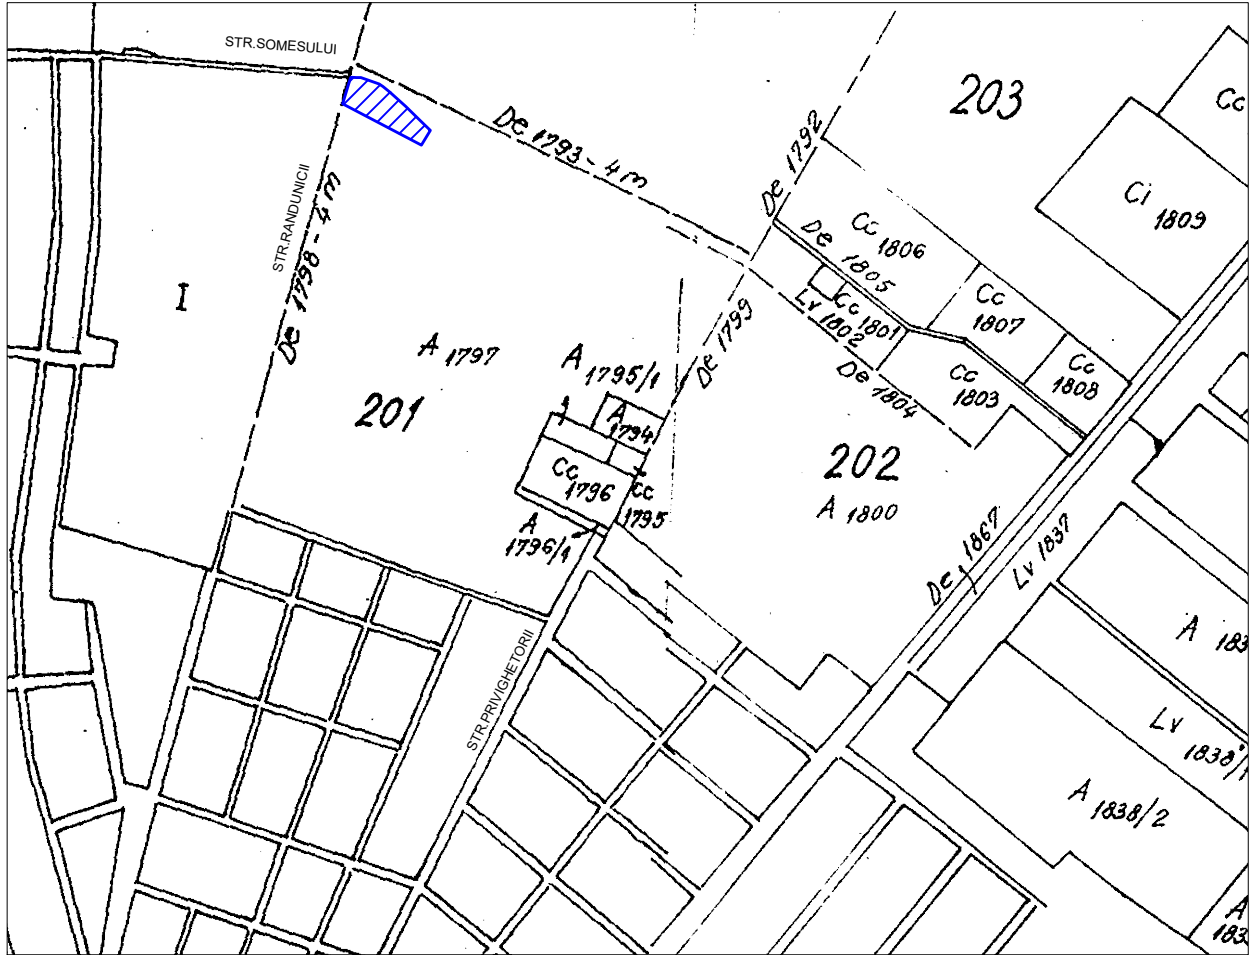 STR.SOMESULUI
203
Cc
De 1793 - 4 m
De 1792
Ci 1809
STR.RANDUNICII
De 1798 - 4 m
Cc 1806
De 1805
I
Cc 1807
Cc 1801
Lv 1802
De 1799
A 1797
A 1795/1
Cc 1808
Cc 1803
De 1804
201
A 1794
202
Cc 1796
Cc 1795
A 1800
A 1796/1
De 1867
Lv 1837
A 183
STR.PRIVIGHETORII
Lv 1838/1
A 1838/2
A 183